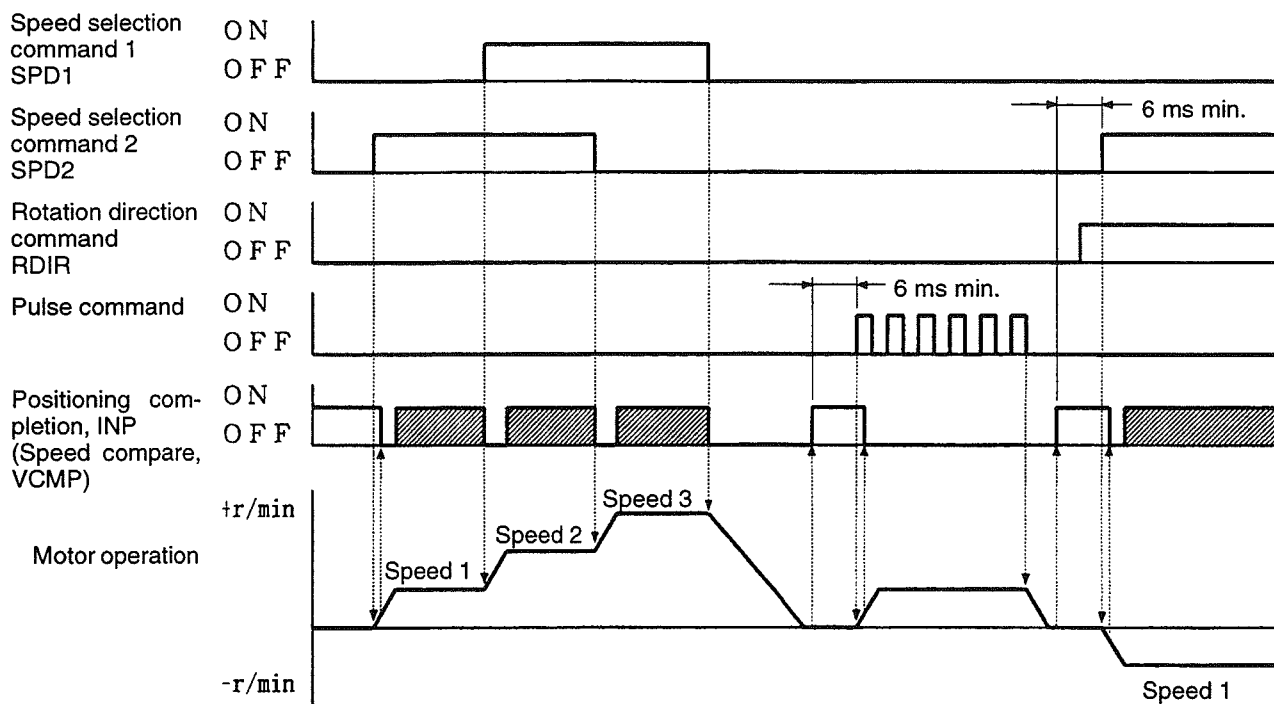 Speed selection
command 1
SPD1
ON
OFF
Speed selection
command 2
SPD2
ON
OFF
6 ms min.
Rotation direction
command
RDIR
ON
OFF
Pulse command
ON
OFF
6 ms min.
Positioning com-
pletion, INP
(Speed compare,
VCMP)
ON
OFF
Motor operation
+r/min
-r/min
Speed 1
Speed 2
Speed 3
Speed 1